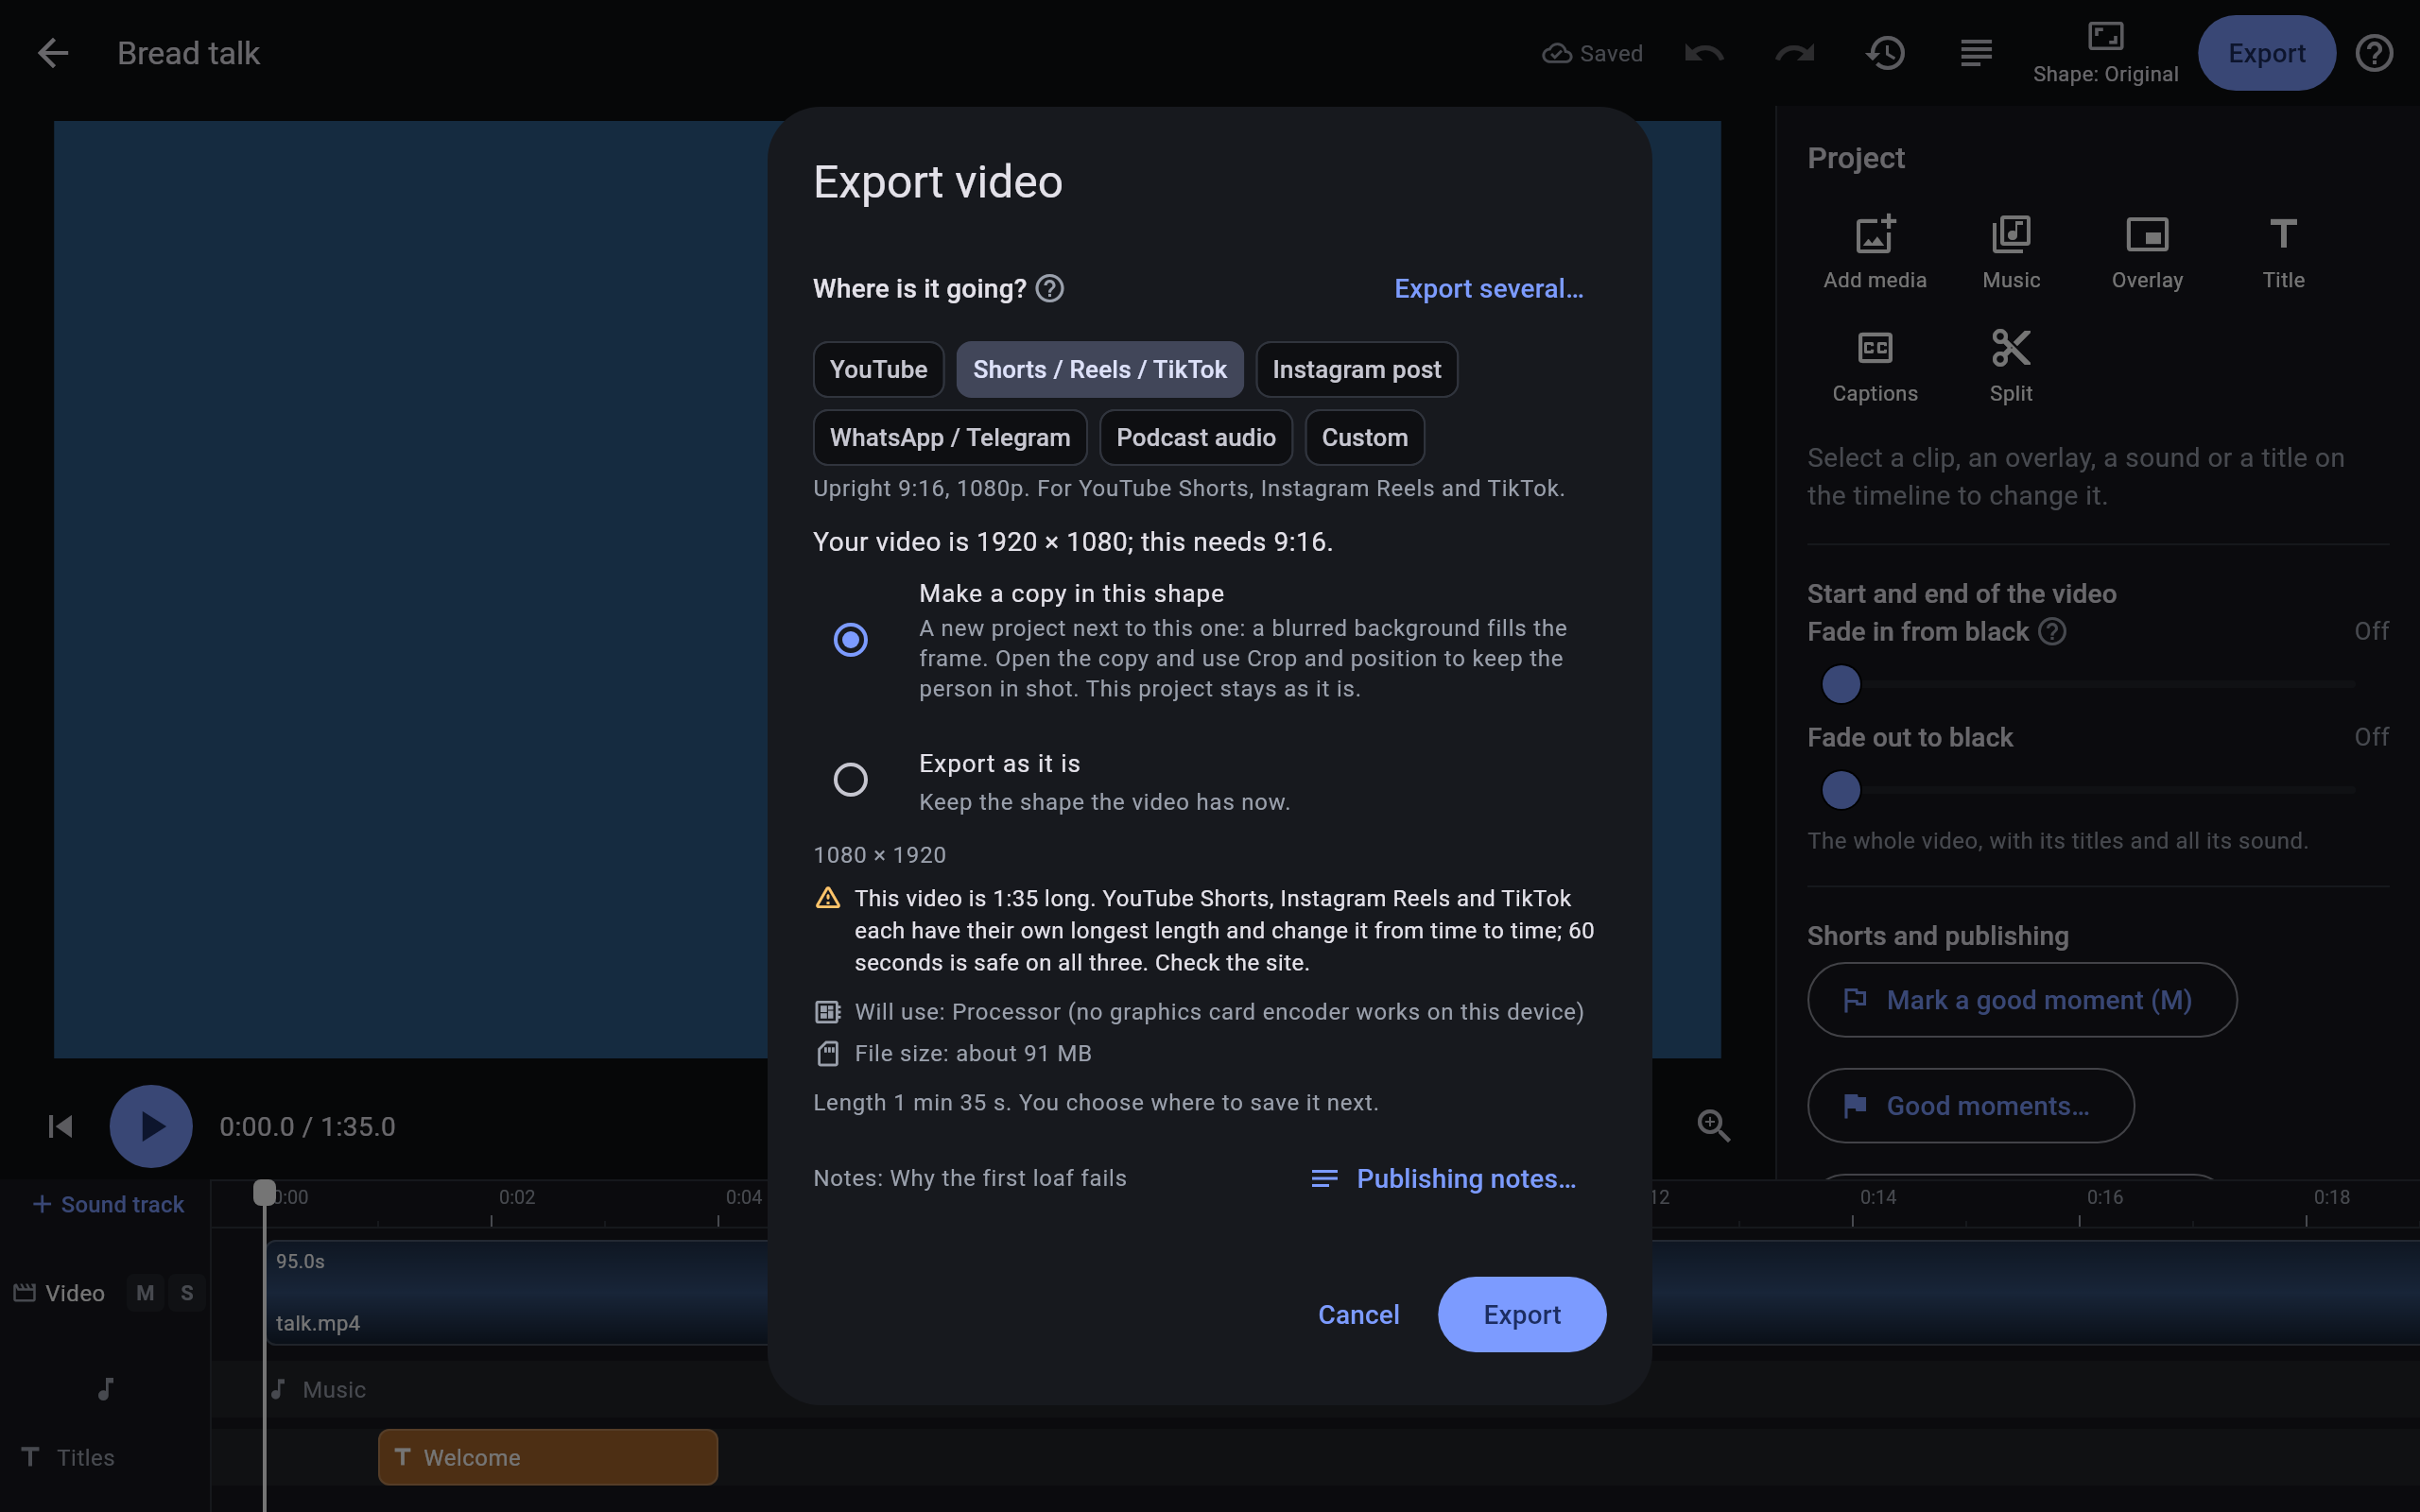 Bread talk
Saved
Shape: Original
Export
Export video
Where is it going?
Export several...
YouTube
Shorts / Reels / TikTok
Instagram post
WhatsApp / Telegram
Podcast audio
Custom
Upright 9:16, 1080p. For YouTube Shorts, Instagram Reels and TikTok.
Your video is 1920 × 1080; this needs 9:16.
Make a copy in this shape
A new project next to this one: a blurred background fills the
frame. Open the copy and use Crop and position to keep the
person in shot. This project stays as it is.
Export as it is
Keep the shape the video has now.
1080 × 1920
This video is 1:35 long. YouTube Shorts, Instagram Reels and TikTok
each have their own longest length and change it from time to time; 60
seconds is safe on all three. Check the site.
Will use: Processor (no graphics card encoder works on this device)
File size: about 91 MB
Length 1 min 35 s. You choose where to save it next.
Notes: Why the first loaf fails
Publishing notes...
Cancel
Export
Project
Add media
Music
Overlay
Title
CC
Captions
Split
Select a clip, an overlay, a sound or a title on
the timeline to change it.
Start and end of the video
Fade in from black
Off
Fade out to black
Off
The whole video, with its titles and all its sound.
Shorts and publishing
Mark a good moment (M)
Good moments...
0:00.0 / 1:35.0
+ Sound track
0:00
0:02
0:04
12
0:14
0:16
0:18
Video
M
S
95.0s
talk.mp4
Music
Titles
Welcome